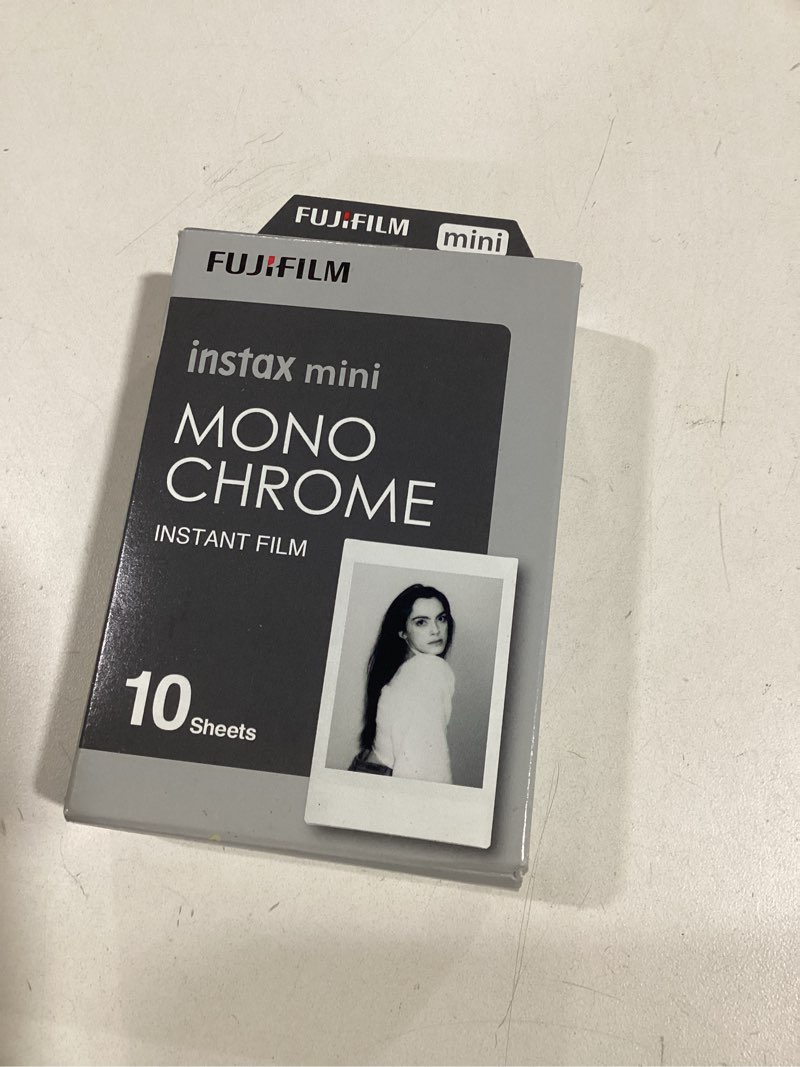 FUJIFILM
mini
FUJIFILM
instax mini
MONO
CHROME
INSTANT FILM
10 Sheets